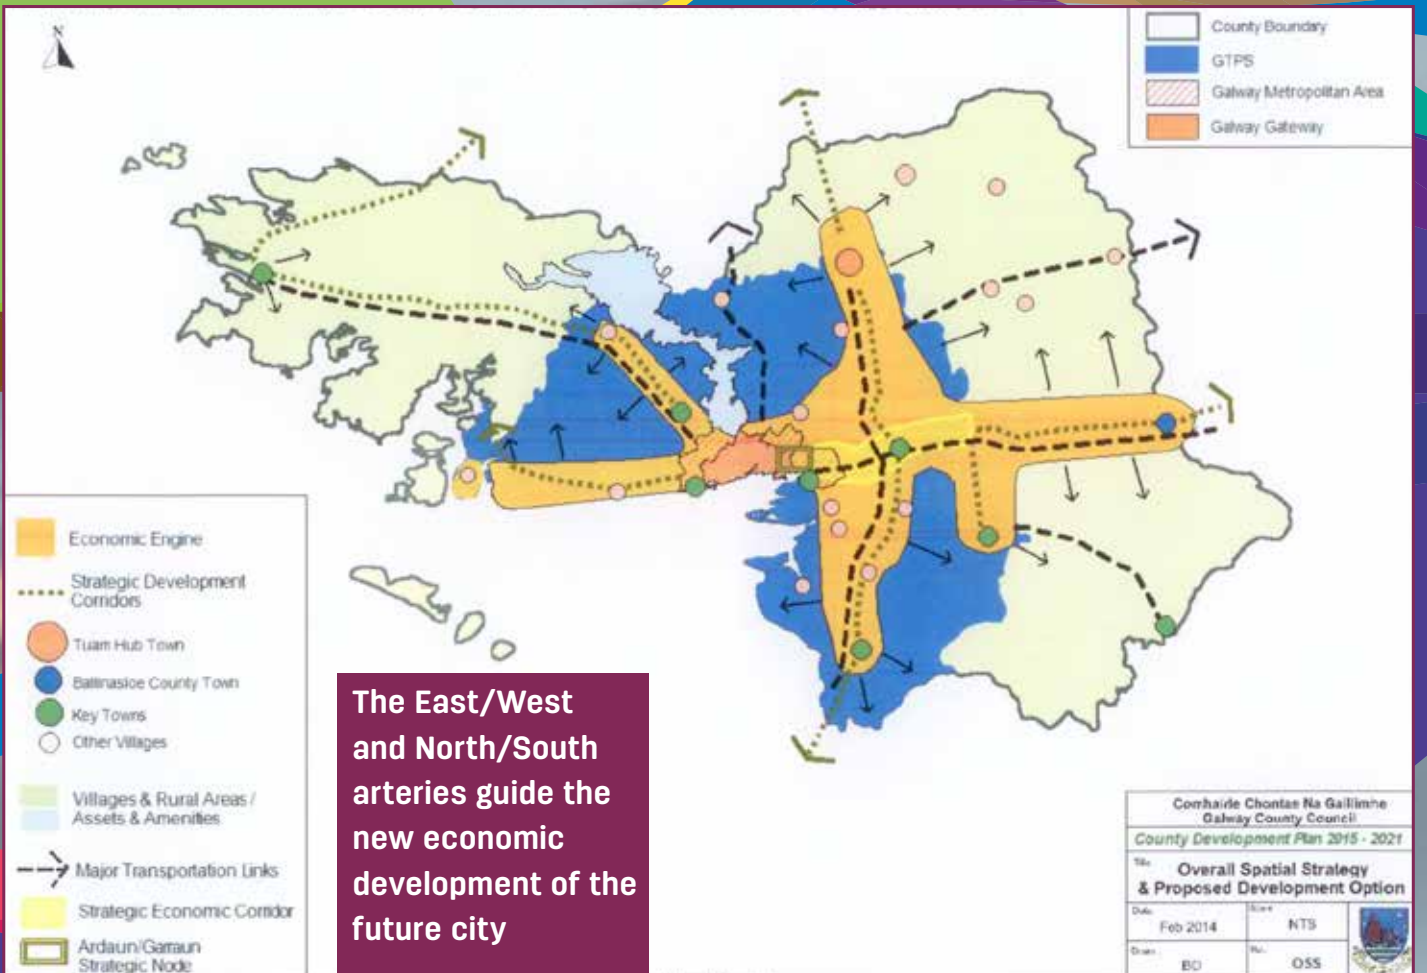 N
County Boundary
GTPS
Galway Metropolitan Area
Galway Gateway
Economic Engine
Strategic Development
Corridors
Tuam Hub Town
Ballinasloe County Town
Key Towns
Other Villages
Villages & Rural Areas /
Assets & Amenities
Major Transportation Links
Strategic Economic Corridor
Ardaun/Garraun
Strategic Node
The East/West
and North/South
arteries guide the
new economic
development of the
future city
Comhairle Chontae Na Gaillimhe
Galway County Council
County Development Plan 2015 - 2021
Title
Overall Spatial Strategy
& Proposed Development Option
Date
Feb 2014
NTS
BD
OSS